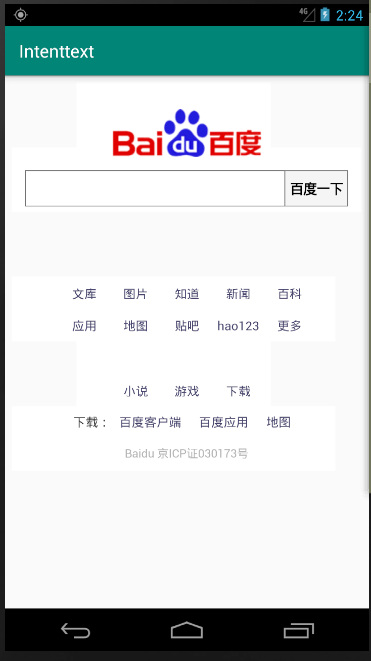 4G 2:24
Intenttext
Bai du 百度
百度一下
文库 图片 知道 新闻 百科
应用 地图 贴吧 hao123 更多
小说 游戏 下载
下载： 百度客户端 百度应用 地图
Baidu 京ICP证030173号